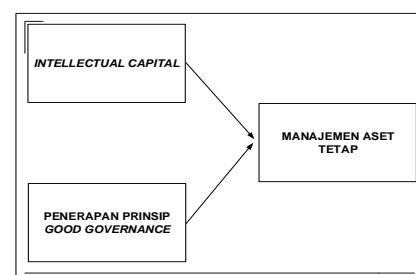 INTELLECTUAL CAPITAL
MANAJEMEN ASET
TETAP
PENERAPAN PRINSIP
GOOD GOVERNANCE